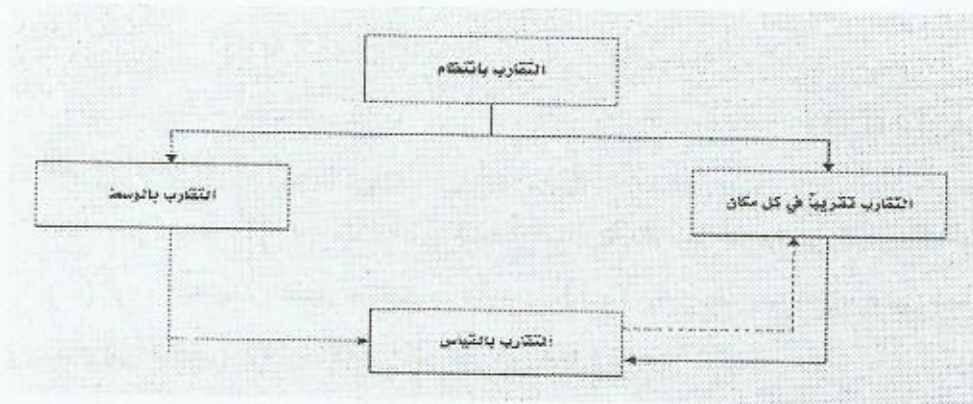 التقارب بانتظام
التقارب تقريباً في كل مكان
التقارب بالوسط
التقارب بالقياس